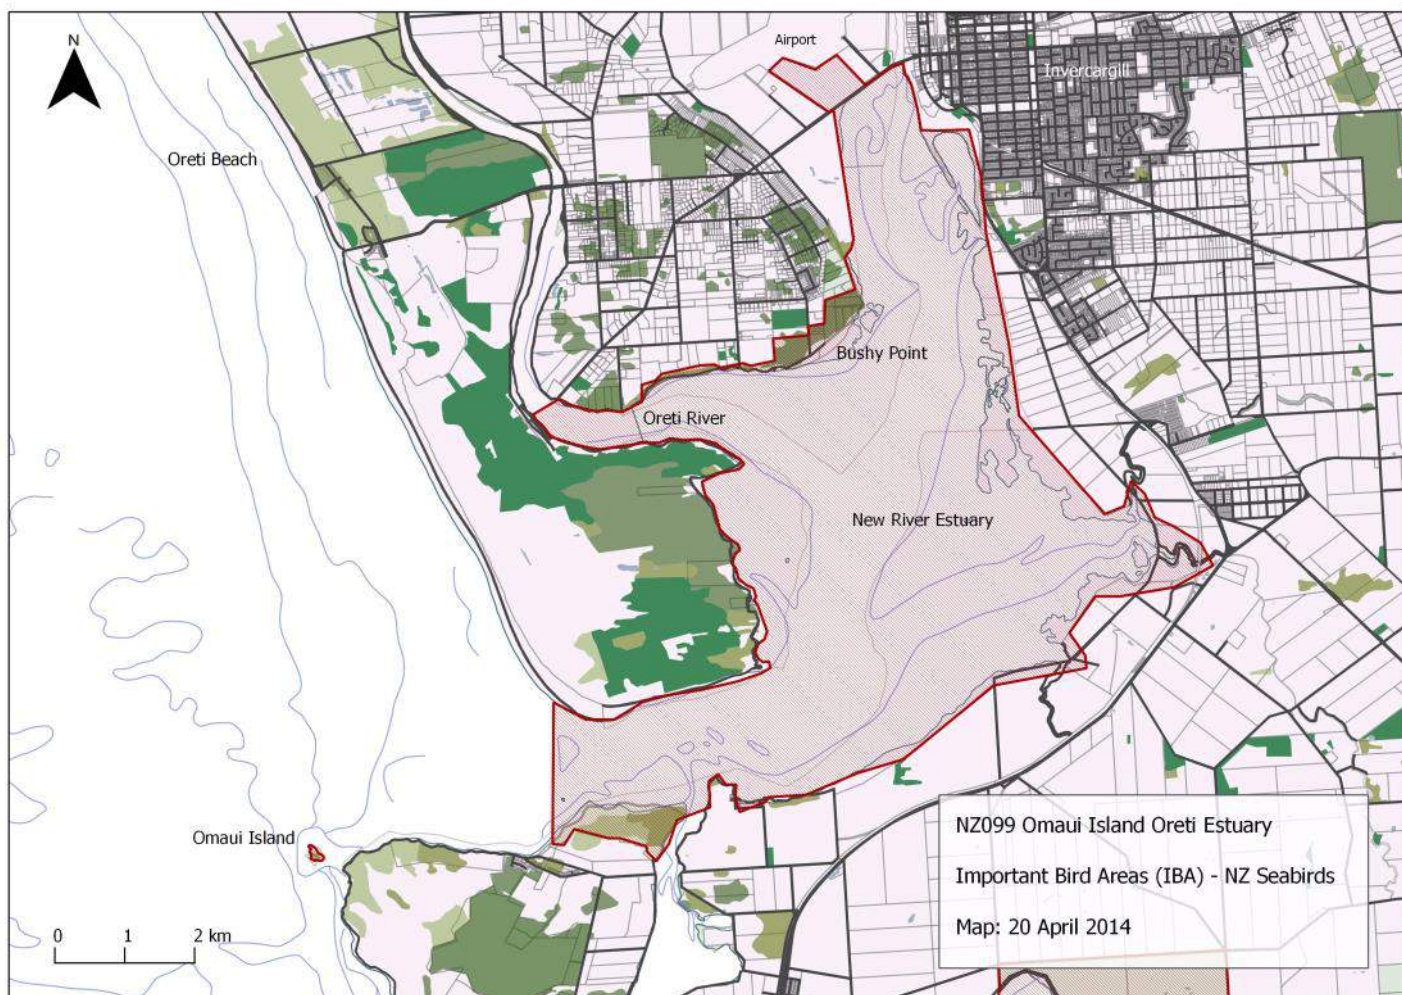 N
Airport
Invercargill
Oreti Beach
Bushy Point
Oreti River
New River Estuary
Omaui Island
NZ099 Omaui Island Oreti Estuary
Important Bird Areas (IBA) - NZ Seabirds
Map: 20 April 2014
0 1 2 km